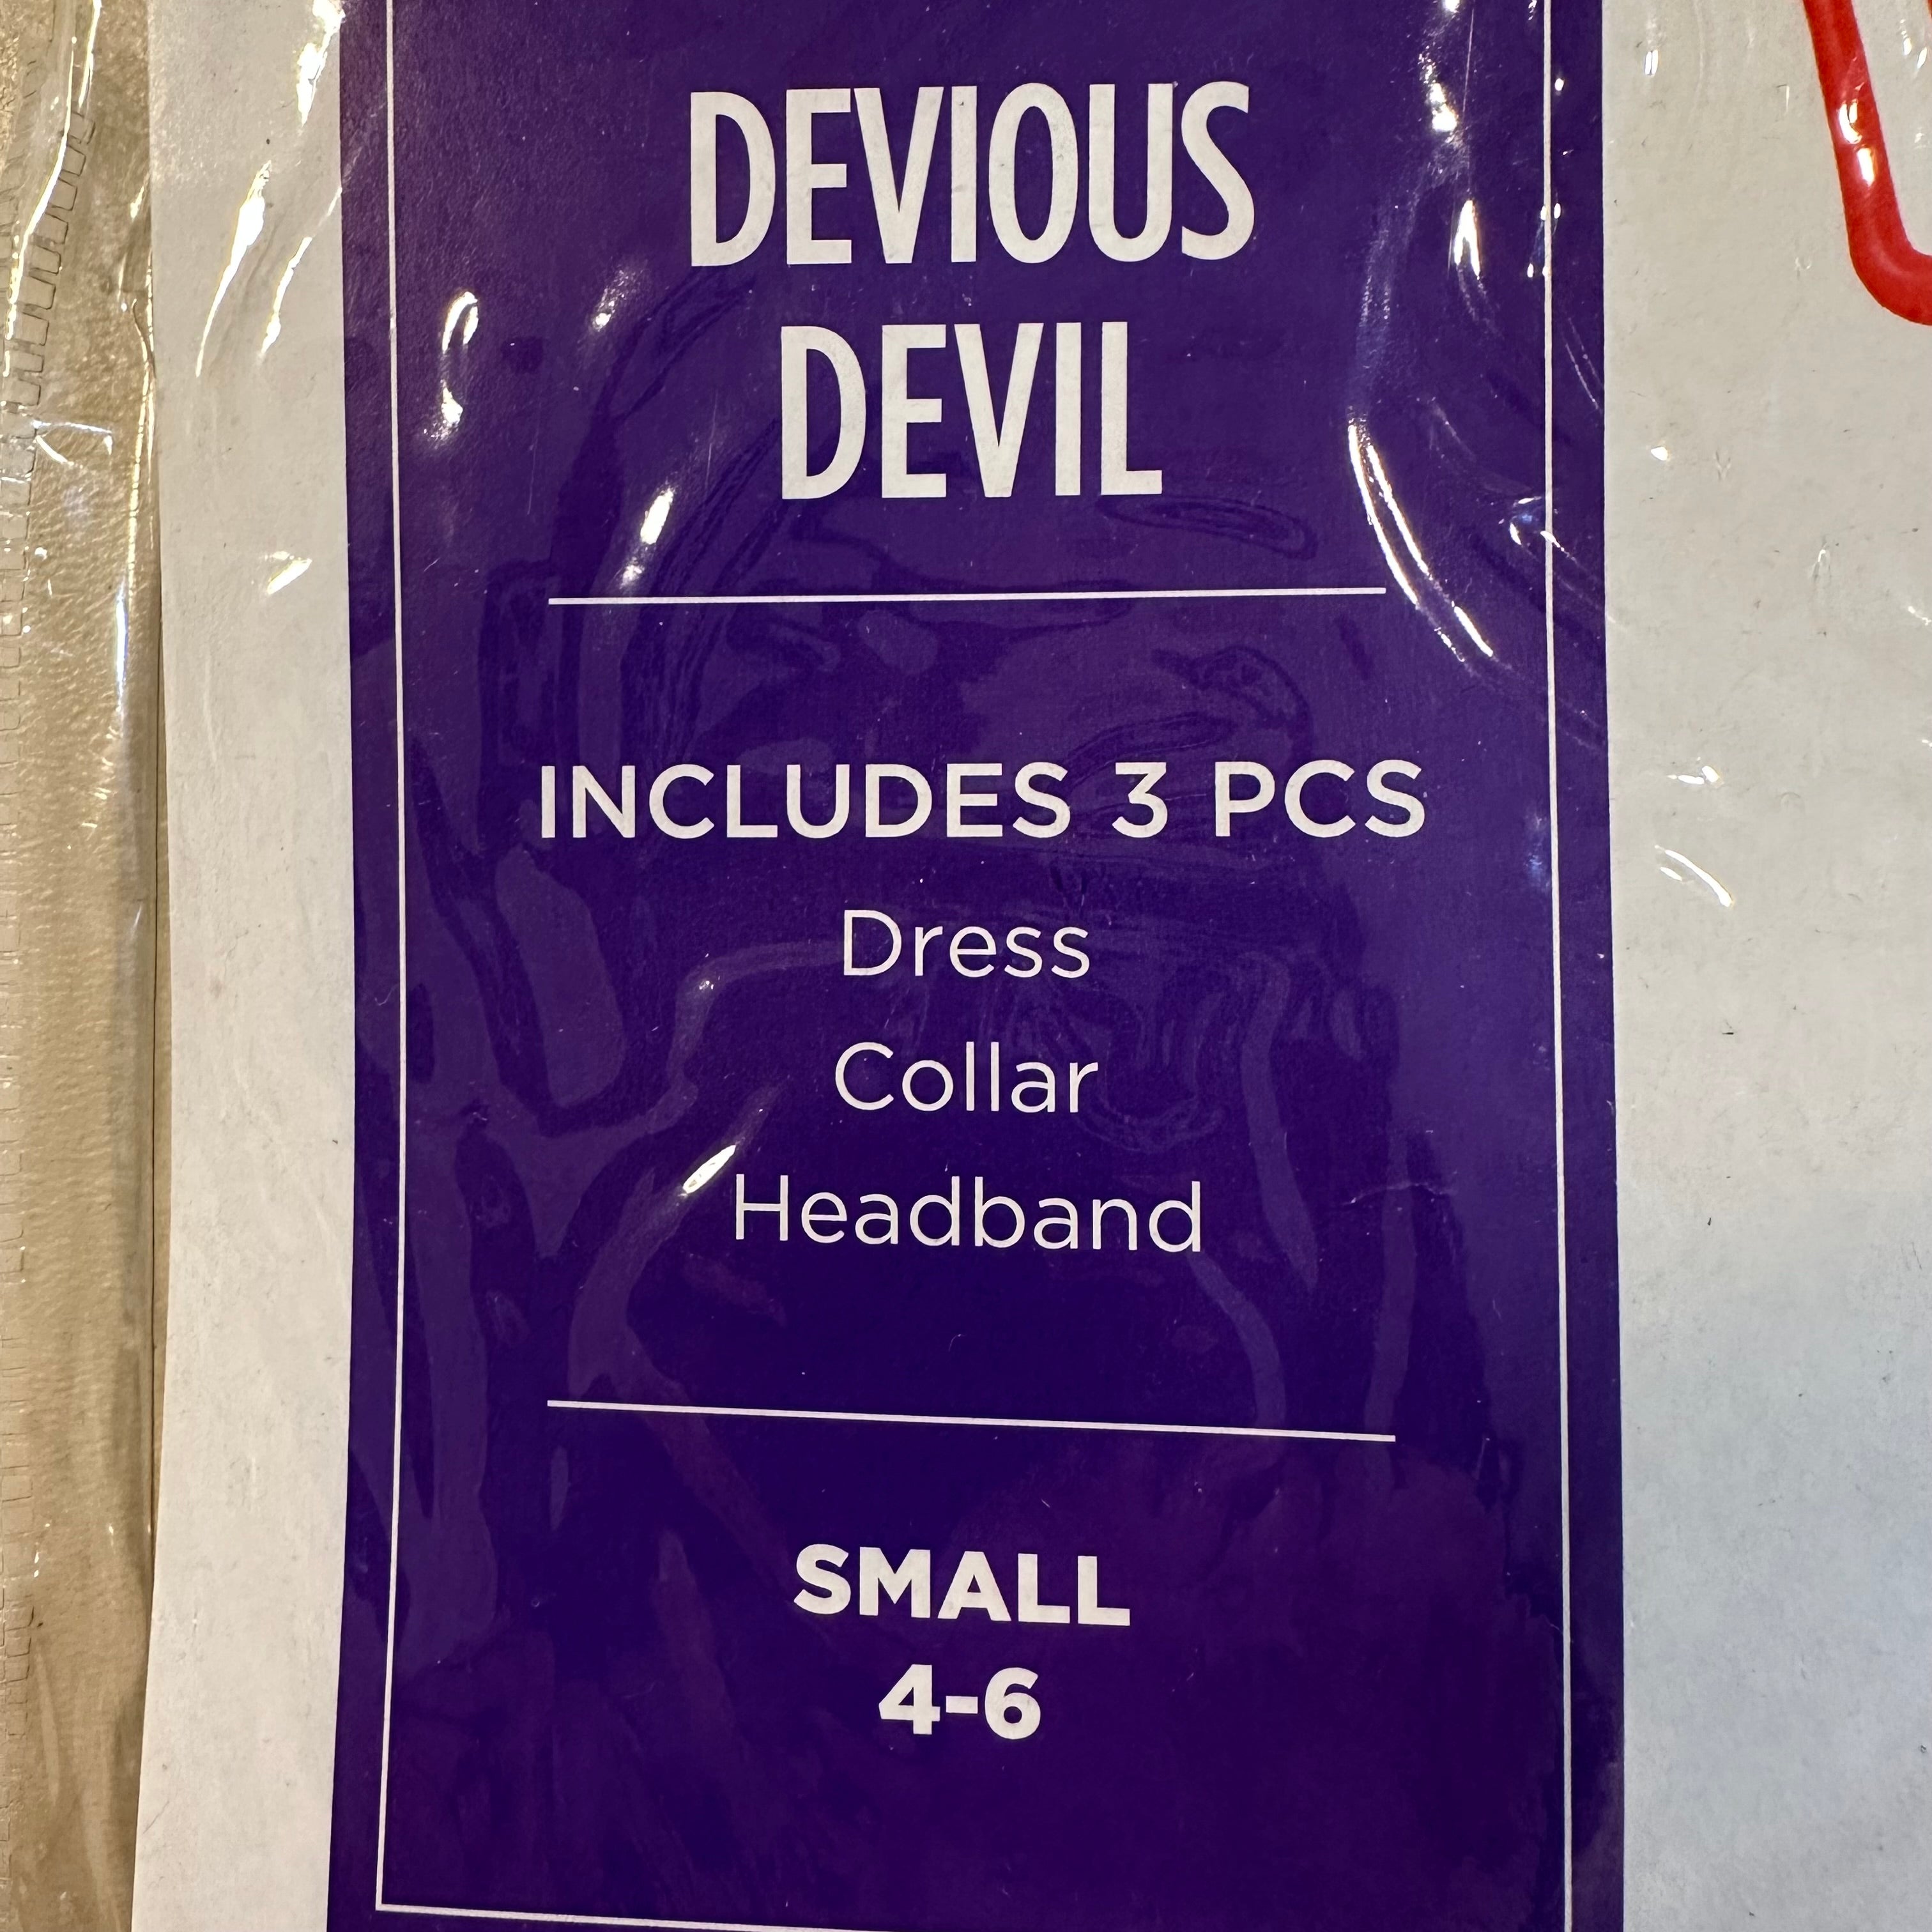 DEVIOUS
DEVIL
INCLUDES 3 PCS
Dress
Collar
Headband
SMALL
4-6